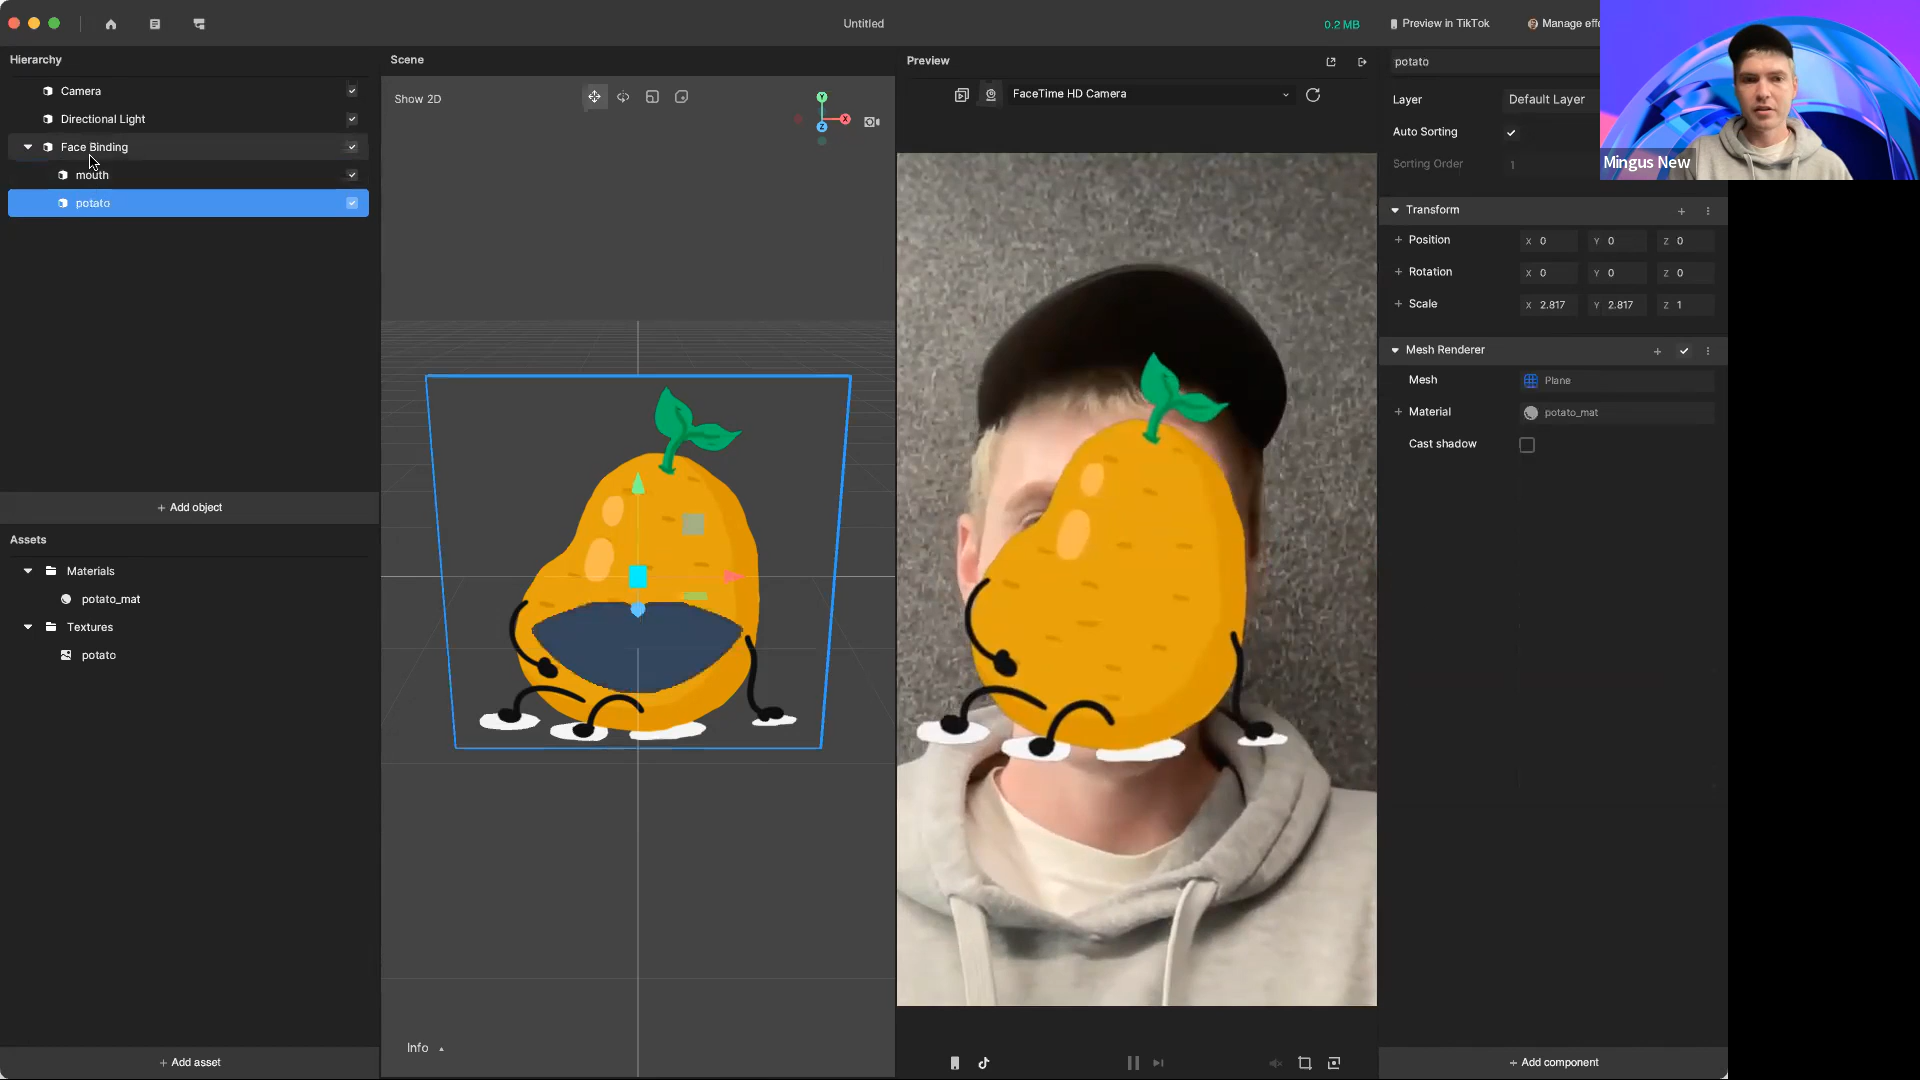 Untitled
0.2 MB
Preview in TikTok
Manage eff
Hierarchy
Camera
Directional Light
Face Binding
mouth
potato
+ Add object
Assets
Materials
potato_mat
Textures
potato
+ Add asset
Scene
Show 2D
Y
X
Z
Info
Preview
FaceTime HD Camera
potato
Layer
Default Layer
Auto Sorting
Sorting Order
1
Transform
Position X 0 Y 0 Z 0
Rotation X 0 Y 0 Z 0
Scale X 2.817 Y 2.817 Z 1
Mesh Renderer
Mesh
Plane
Material
potato_mat
Cast shadow
+ Add component
Mingus New